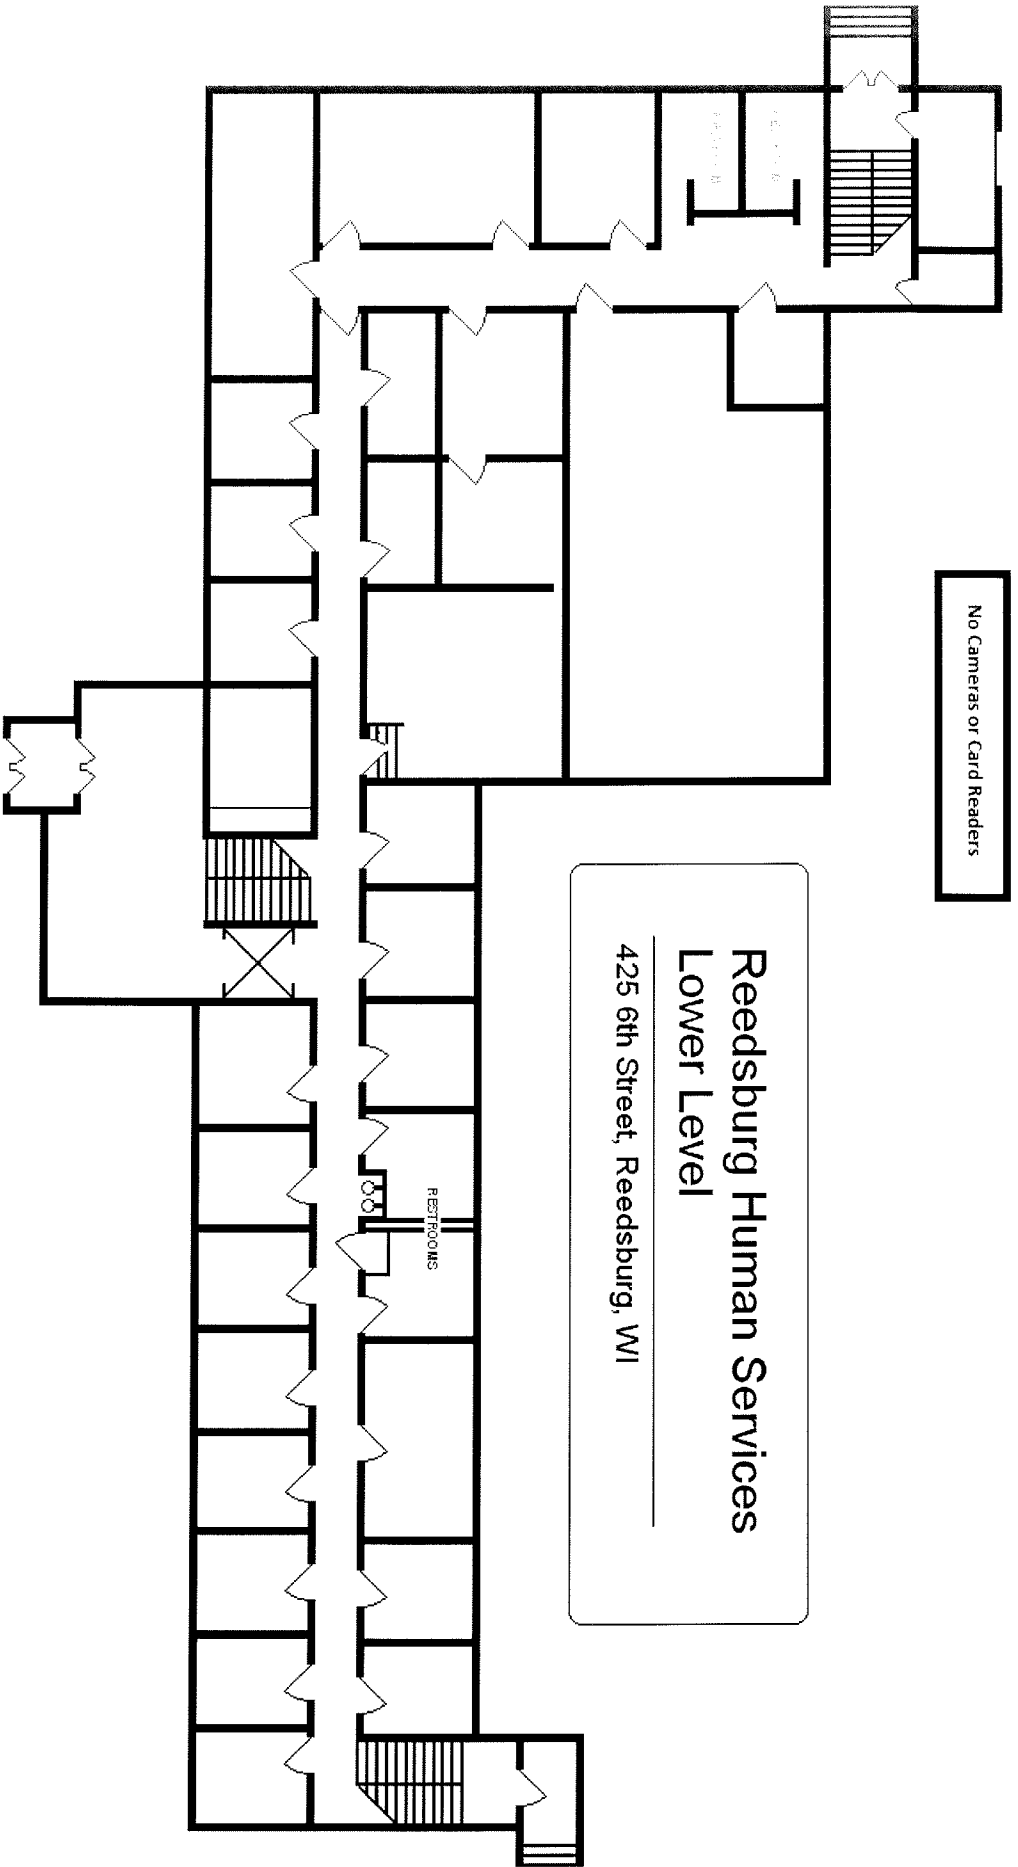 No Cameras or Card Readers
Reedsburg Human Services
Lower Level
425 6th Street, Reedsburg, WI
RESTROOMS